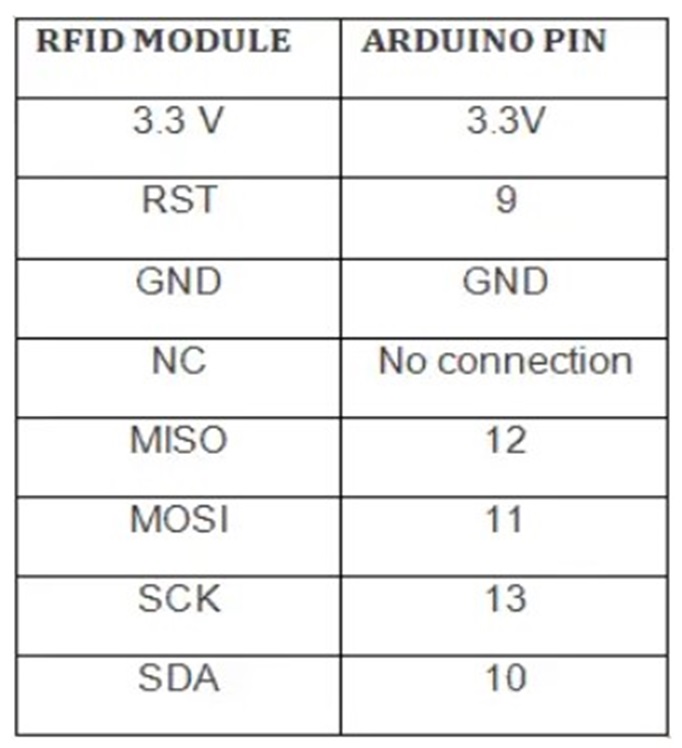 RFID MODULE ARDUINO PIN
3.3 V 3.3V
RST 9
GND GND
NC No connection
MISO 12
MOSI 11
SCK 13
SDA 10